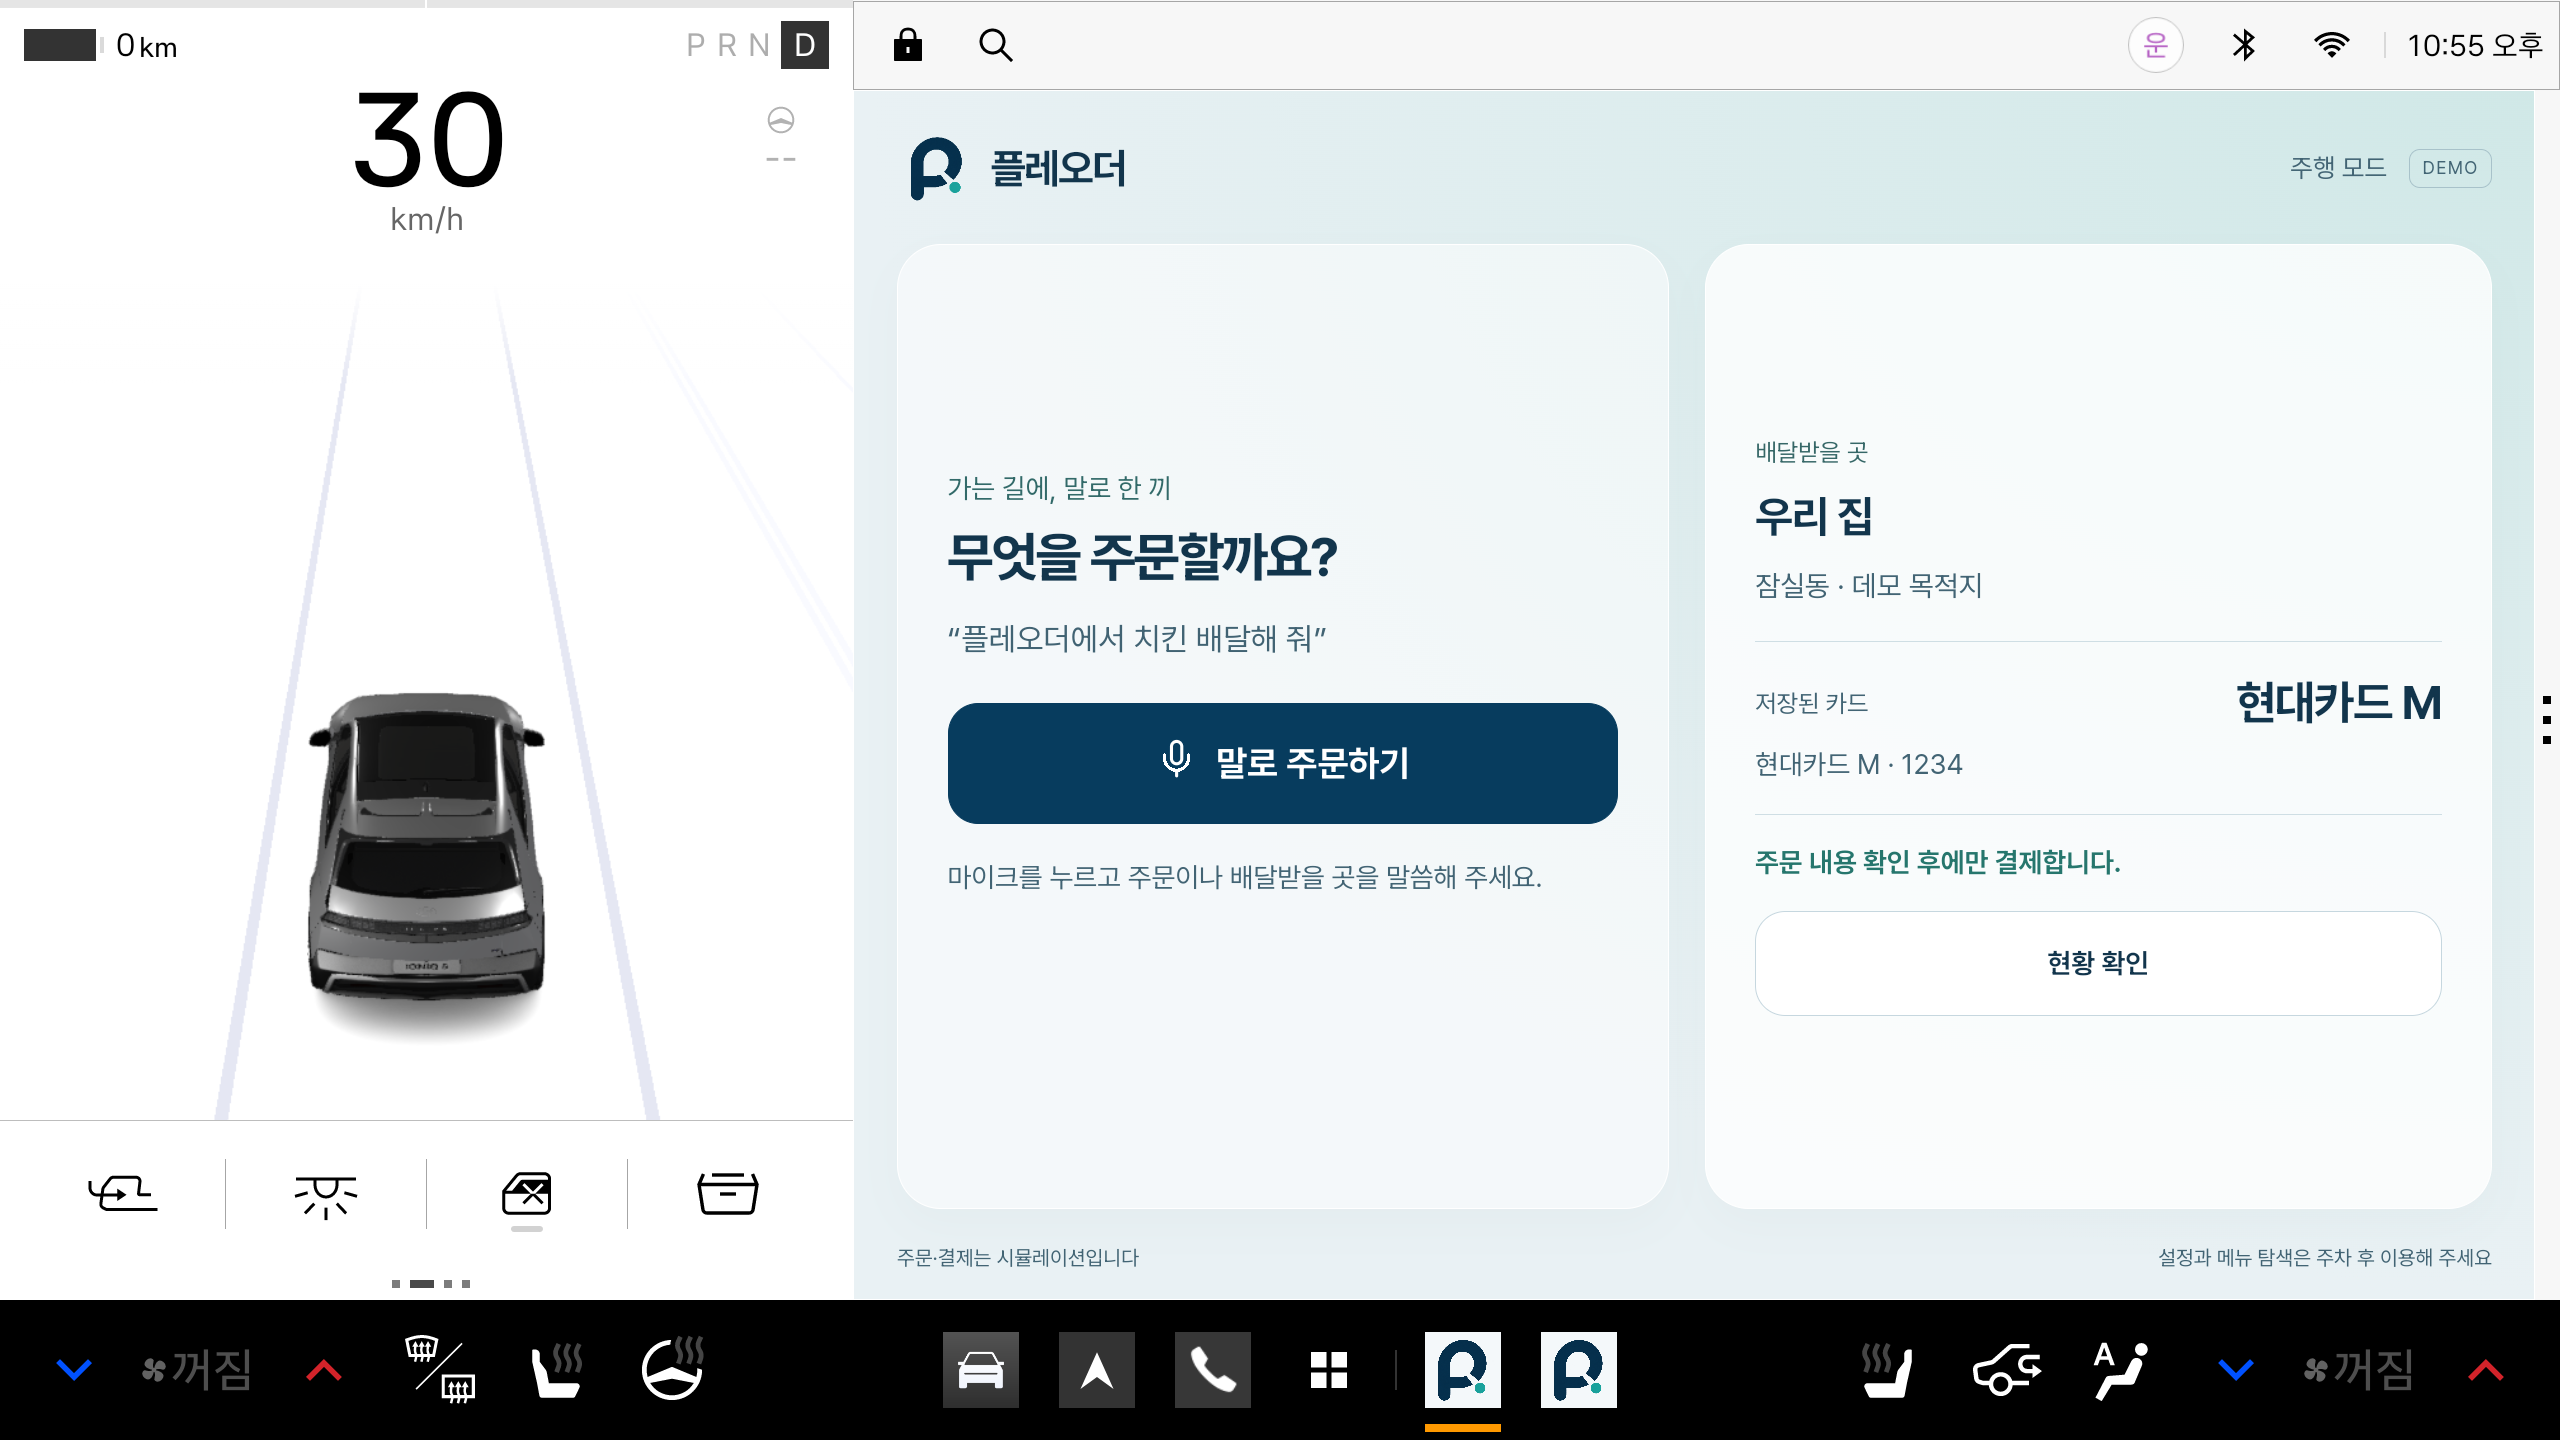 0 km
P R N D
30
km/h
--
운
10:55 오후
플레오더
주행 모드
DEMO
가는 길에, 말로 한 끼
무엇을 주문할까요?
“플레오더에서 치킨 배달해 줘”
말로 주문하기
마이크를 누르고 주문이나 배달받을 곳을 말씀해 주세요.
배달받을 곳
우리 집
잠실동 · 데모 목적지
저장된 카드
현대카드 M
현대카드 M · 1234
주문 내용 확인 후에만 결제합니다.
현황 확인
주문·결제는 시뮬레이션입니다
설정과 메뉴 탐색은 주차 후 이용해 주세요
꺼짐
A
꺼짐